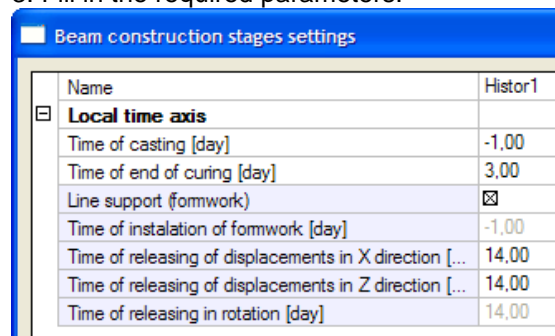 Beam construction stages settings
Name Histor1
Local time axis
Time of casting [day] -1,00
Time of end of curing [day] 3,00
Line support (formwork)
Time of instalation of formwork [day] -1,00
Time of releasing of displacements in X direction [... 14,00
Time of releasing of displacements in Z direction [... 14,00
Time of releasing in rotation [day] 14,00